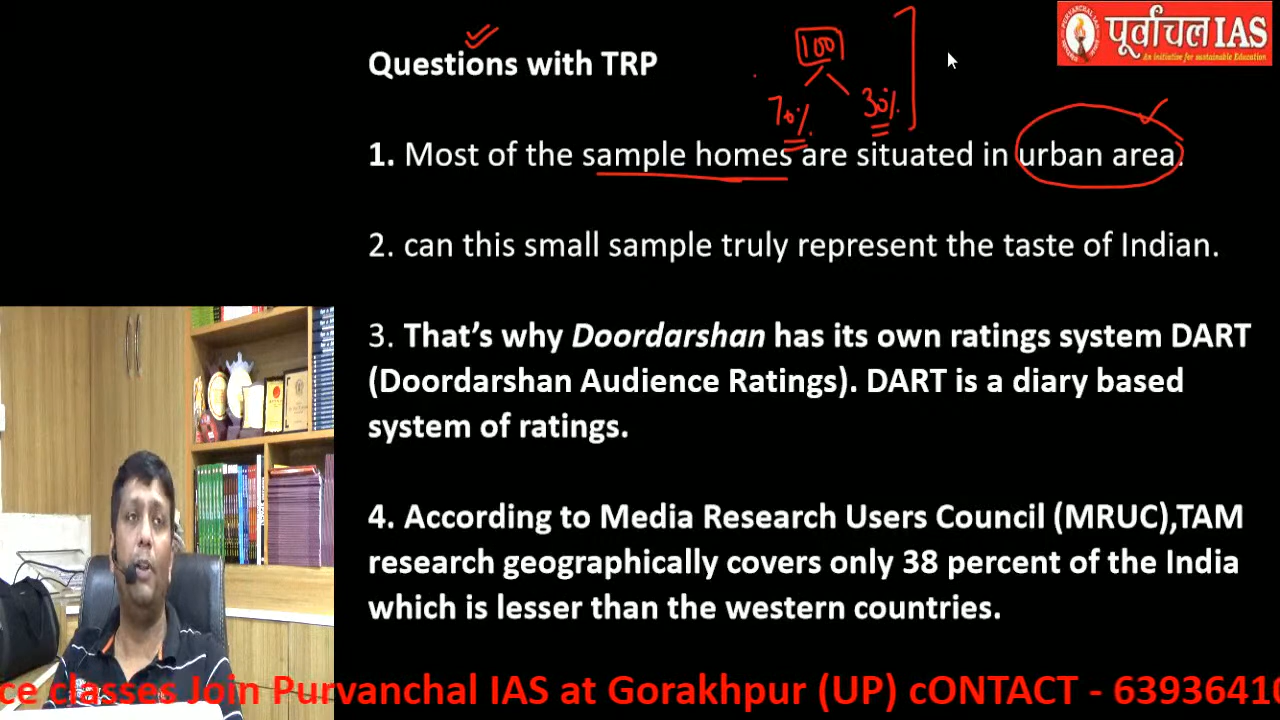 Questions with TRP
100
70%
30%
पूर्वांचल IAS
An initiative for sustainable Education
1. Most of the sample homes are situated in urban area.
2. can this small sample truly represent the taste of Indian.
3. That's why Doordarshan has its own ratings system DART
(Doordarshan Audience Ratings). DART is a diary based
system of ratings.
4. According to Media Research Users Council (MRUC),TAM
research geographically covers only 38 percent of the India
which is lesser than the western countries.
ce classes Join Purvanchal IAS at Gorakhpur (UP) cONTACT - 6393641